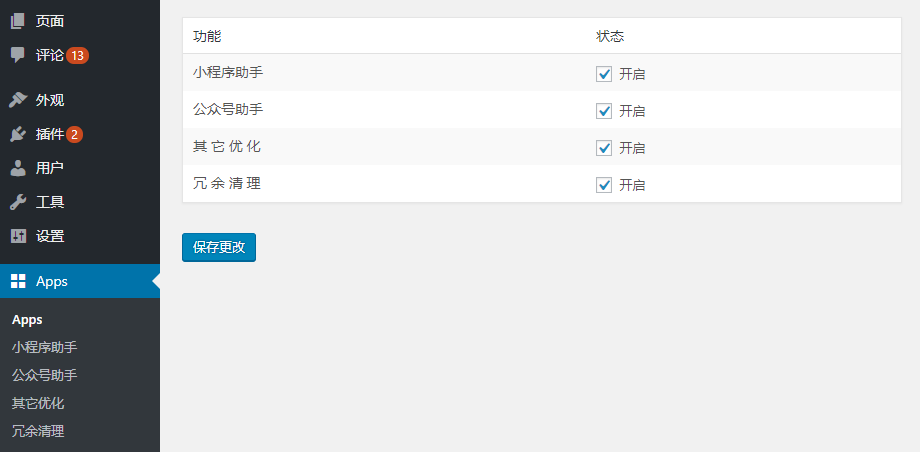 页面
评论 13
外观
插件 2
用户
工具
设置
Apps
Apps
小程序助手
公众号助手
其它优化
冗余清理
功能 状态
小程序助手 开启
公众号助手 开启
其 它 优 化 开启
冗 余 清 理 开启
保存更改